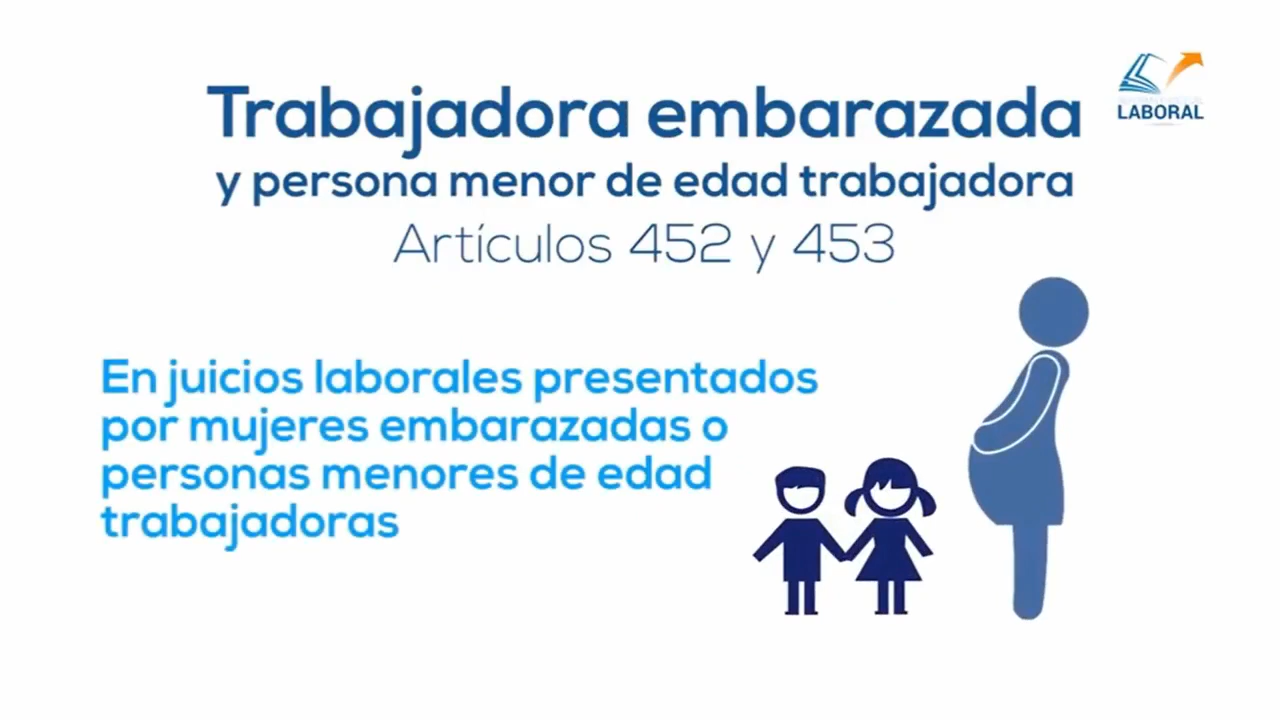 Trabajadora embarazada
y persona menor de edad trabajadora
Artículos 452 y 453
LABORAL
En juicios laborales presentados
por mujeres embarazadas o
personas menores de edad
trabajadoras